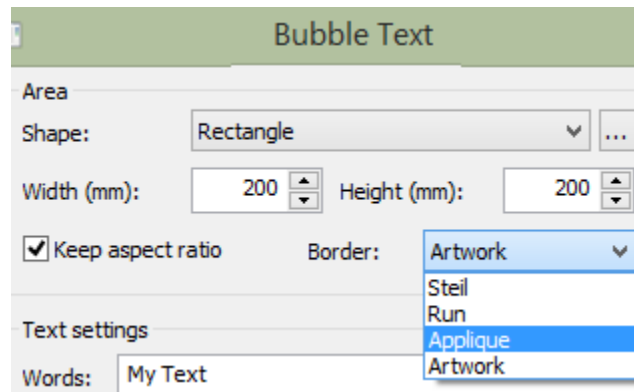 Bubble Text
Area
Shape: Rectangle ...
Width (mm): 200 Height (mm): 200
Keep aspect ratio Border: Artwork
Steil
Run
Applique
Artwork
Text settings
Words: My Text